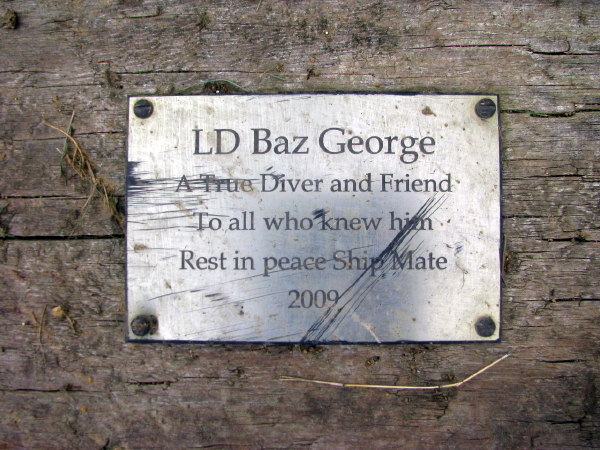 LD Baz George
A True Diver and Friend
To all who knew him
Rest in peace Ship Mate
2009